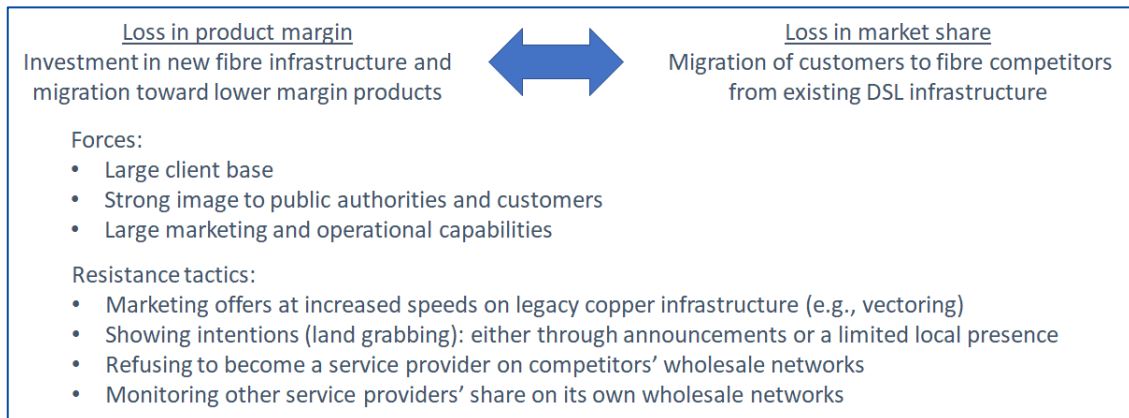 Loss in product margin
Investment in new fibre infrastructure and
migration toward lower margin products
Loss in market share
Migration of customers to fibre competitors
from existing DSL infrastructure
Forces:
• Large client base
• Strong image to public authorities and customers
• Large marketing and operational capabilities
Resistance tactics:
• Marketing offers at increased speeds on legacy copper infrastructure (e.g., vectoring)
• Showing intentions (land grabbing): either through announcements or a limited local presence
• Refusing to become a service provider on competitors’ wholesale networks
• Monitoring other service providers’ share on its own wholesale networks